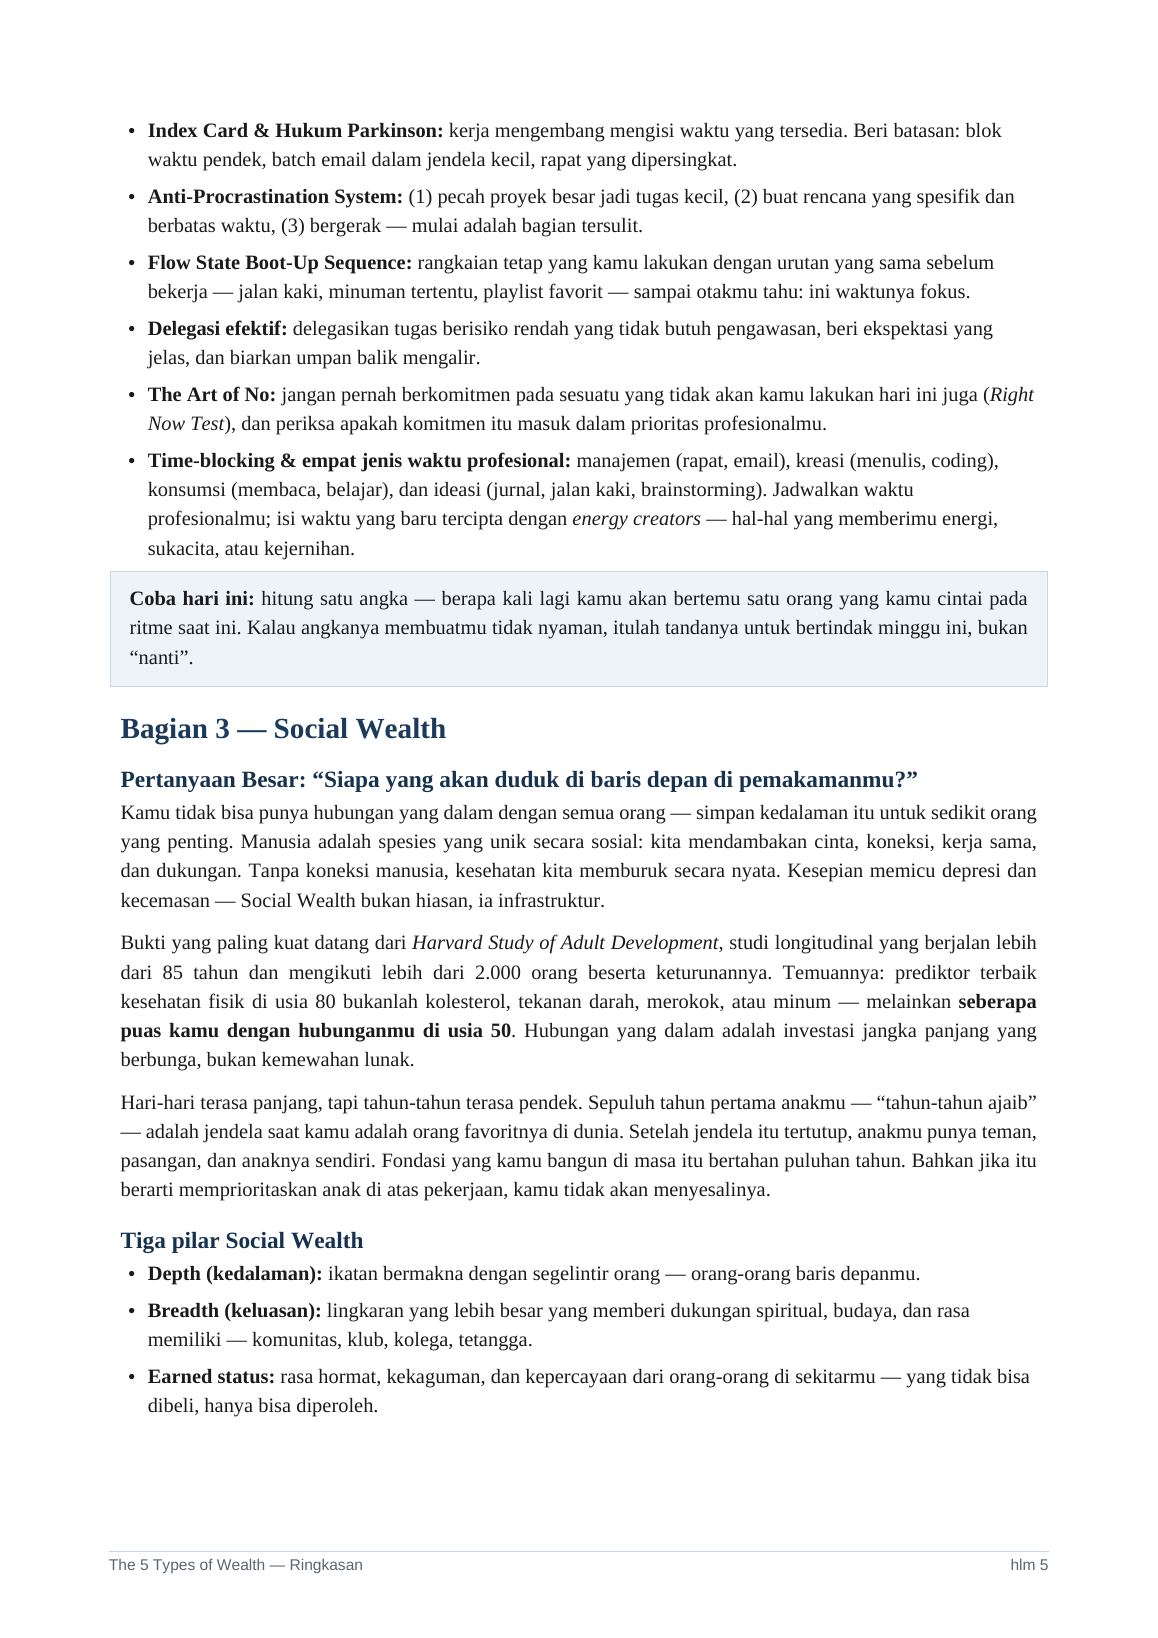 • Index Card & Hukum Parkinson: kerja mengembang mengisi waktu yang tersedia. Beri batasan: blok
waktu pendek, batch email dalam jendela kecil, rapat yang dipersingkat.
• Anti-Procrastination System: (1) pecah proyek besar jadi tugas kecil, (2) buat rencana yang spesifik dan
berbatas waktu, (3) bergerak — mulai adalah bagian tersulit.
• Flow State Boot-Up Sequence: rangkaian tetap yang kamu lakukan dengan urutan yang sama sebelum
bekerja — jalan kaki, minuman tertentu, playlist favorit — sampai otakmu tahu: ini waktunya fokus.
• Delegasi efektif: delegasikan tugas berisiko rendah yang tidak butuh pengawasan, beri ekspektasi yang
jelas, dan biarkan umpan balik mengalir.
• The Art of No: jangan pernah berkomitmen pada sesuatu yang tidak akan kamu lakukan hari ini juga (Right
Now Test), dan periksa apakah komitmen itu masuk dalam prioritas profesionalmu.
• Time-blocking & empat jenis waktu profesional: manajemen (rapat, email), kreasi (menulis, coding),
konsumsi (membaca, belajar), dan ideasi (jurnal, jalan kaki, brainstorming). Jadwalkan waktu
profesionalmu; isi waktu yang baru tercipta dengan energy creators — hal-hal yang memberimu energi,
sukacita, atau kejernihan.
Coba hari ini: hitung satu angka — berapa kali lagi kamu akan bertemu satu orang yang kamu cintai pada
ritme saat ini. Kalau angkanya membuatmu tidak nyaman, itulah tandanya untuk bertindak minggu ini, bukan
“nanti”.
Bagian 3 — Social Wealth
Pertanyaan Besar: “Siapa yang akan duduk di baris depan di pemakamanmu?”
Kamu tidak bisa punya hubungan yang dalam dengan semua orang — simpan kedalaman itu untuk sedikit orang
yang penting. Manusia adalah spesies yang unik secara sosial: kita mendambakan cinta, koneksi, kerja sama,
dan dukungan. Tanpa koneksi manusia, kesehatan kita memburuk secara nyata. Kesepian memicu depresi dan
kecemasan — Social Wealth bukan hiasan, ia infrastruktur.
Bukti yang paling kuat datang dari Harvard Study of Adult Development, studi longitudinal yang berjalan lebih
dari 85 tahun dan mengikuti lebih dari 2.000 orang beserta keturunannya. Temuannya: prediktor terbaik
kesehatan fisik di usia 80 bukanlah kolesterol, tekanan darah, merokok, atau minum — melainkan seberapa
puas kamu dengan hubunganmu di usia 50. Hubungan yang dalam adalah investasi jangka panjang yang
berbunga, bukan kemewahan lunak.
Hari-hari terasa panjang, tapi tahun-tahun terasa pendek. Sepuluh tahun pertama anakmu — “tahun-tahun ajaib”
— adalah jendela saat kamu adalah orang favoritnya di dunia. Setelah jendela itu tertutup, anakmu punya teman,
pasangan, dan anaknya sendiri. Fondasi yang kamu bangun di masa itu bertahan puluhan tahun. Bahkan jika itu
berarti memprioritaskan anak di atas pekerjaan, kamu tidak akan menyesalinya.
Tiga pilar Social Wealth
• Depth (kedalaman): ikatan bermakna dengan segelintir orang — orang-orang baris depanmu.
• Breadth (keluasan): lingkaran yang lebih besar yang memberi dukungan spiritual, budaya, dan rasa
memiliki — komunitas, klub, kolega, tetangga.
• Earned status: rasa hormat, kekaguman, dan kepercayaan dari orang-orang di sekitarmu — yang tidak bisa
dibeli, hanya bisa diperoleh.
The 5 Types of Wealth — Ringkasan
hlm 5